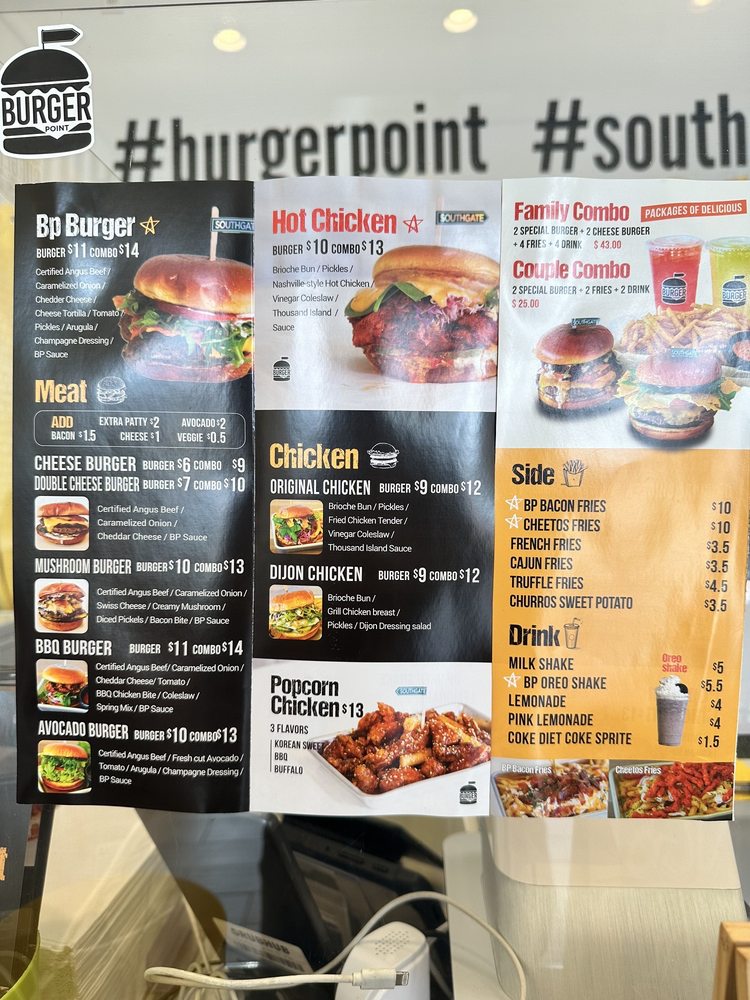 BURGER
POINT
#burgerpoint #south
Bp Burger
SOUTHGATE
BURGER $11 COMBO $14
Certified Angus Beef /
Caramelized Onion /
Chedder Cheese /
Cheese Tortilla / Tomato /
Pickles / Arugula /
Champagne Dressing /
BP Sauce
Meat
ADD EXTRA PATTY $2 AVOCADO $2
BACON $1.5 CHEESE $1 VEGGIE $0.5
CHEESE BURGER BURGER $6 COMBO $9
DOUBLE CHEESE BURGER BURGER $7 COMBO $10
Certified Angus Beef /
Caramelized Onion /
Cheddar Cheese / BP Sauce
MUSHROOM BURGER BURGER $10 COMBO $13
Certified Angus Beef / Caramelized Onion /
Swiss Cheese / Creamy Mushroom /
Diced Pickels / Bacon Bite / BP Sauce
BBQ BURGER BURGER $11 COMBO $14
Certified Angus Beef / Caramelized Onion /
Cheddar Cheese / Tomato /
BBQ Chicken Bite / Coleslaw /
Spring Mix / BP Sauce
AVOCADO BURGER BURGER $10 COMBO $13
Certified Angus Beef / Fresh cut Avocado /
Tomato / Arugula / Champagne Dressing /
BP Sauce
Hot Chicken
SOUTHGATE
BURGER $10 COMBO $13
Brioche Bun / Pickles /
Nashville-style Hot Chicken /
Vinegar Coleslaw /
Thousand Island /
Sauce
BURGER
Chicken
ORIGINAL CHICKEN BURGER $9 COMBO $12
Brioche Bun / Pickles /
Fried Chicken Tender /
Vinegar Coleslaw /
Thousand Island Sauce
DIJON CHICKEN BURGER $9 COMBO $12
Brioche Bun /
Grill Chicken breast /
Pickles / Dijon Dressing salad
Popcorn
Chicken $13
SOUTHGATE
3 FLAVORS
KOREAN SWEET
BBQ
BUFFALO
BURGER
Family Combo PACKAGES OF DELICIOUS
2 SPECIAL BURGER + 2 CHEESE BURGER
+ 4 FRIES + 4 DRINK $ 43.00
Couple Combo
2 SPECIAL BURGER + 2 FRIES + 2 DRINK
$ 25.00
BURGER
BURGER
SOUTHGATE
SOUTHGATE
Side
BP BACON FRIES $10
CHEETOS FRIES $10
FRENCH FRIES $3.5
CAJUN FRIES $3.5
TRUFFLE FRIES $4.5
CHURROS SWEET POTATO $3.5
Drink
MILK SHAKE $5
BP OREO SHAKE $5.5
LEMONADE $4
PINK LEMONADE $4
COKE DIET COKE SPRITE $1.5
Oreo
Shake
BP Bacon Fries
Cheetos Fries
GRUBHUB